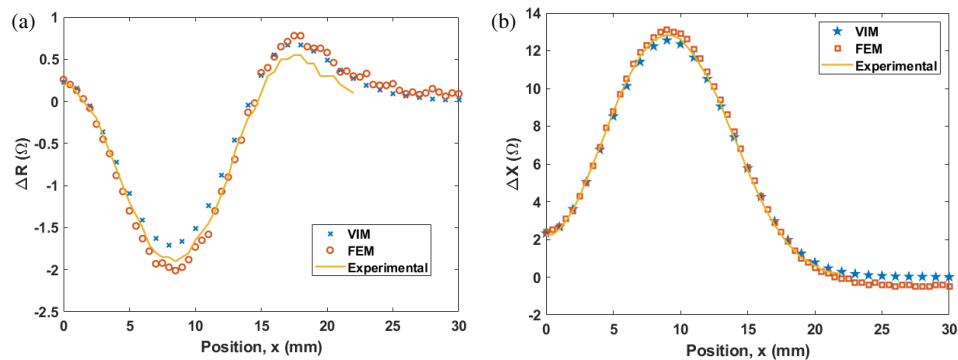 (a)
1
0.5
0
-0.5
-1
-1.5
-2
-2.5
ΔR (Ω)
0 5 10 15 20 25 30
Position, x (mm)
VIM
FEM
Experimental
(b)
14
12
10
8
6
4
2
0
-2
ΔX (Ω)
0 5 10 15 20 25 30
Position, x (mm)
VIM
FEM
Experimental